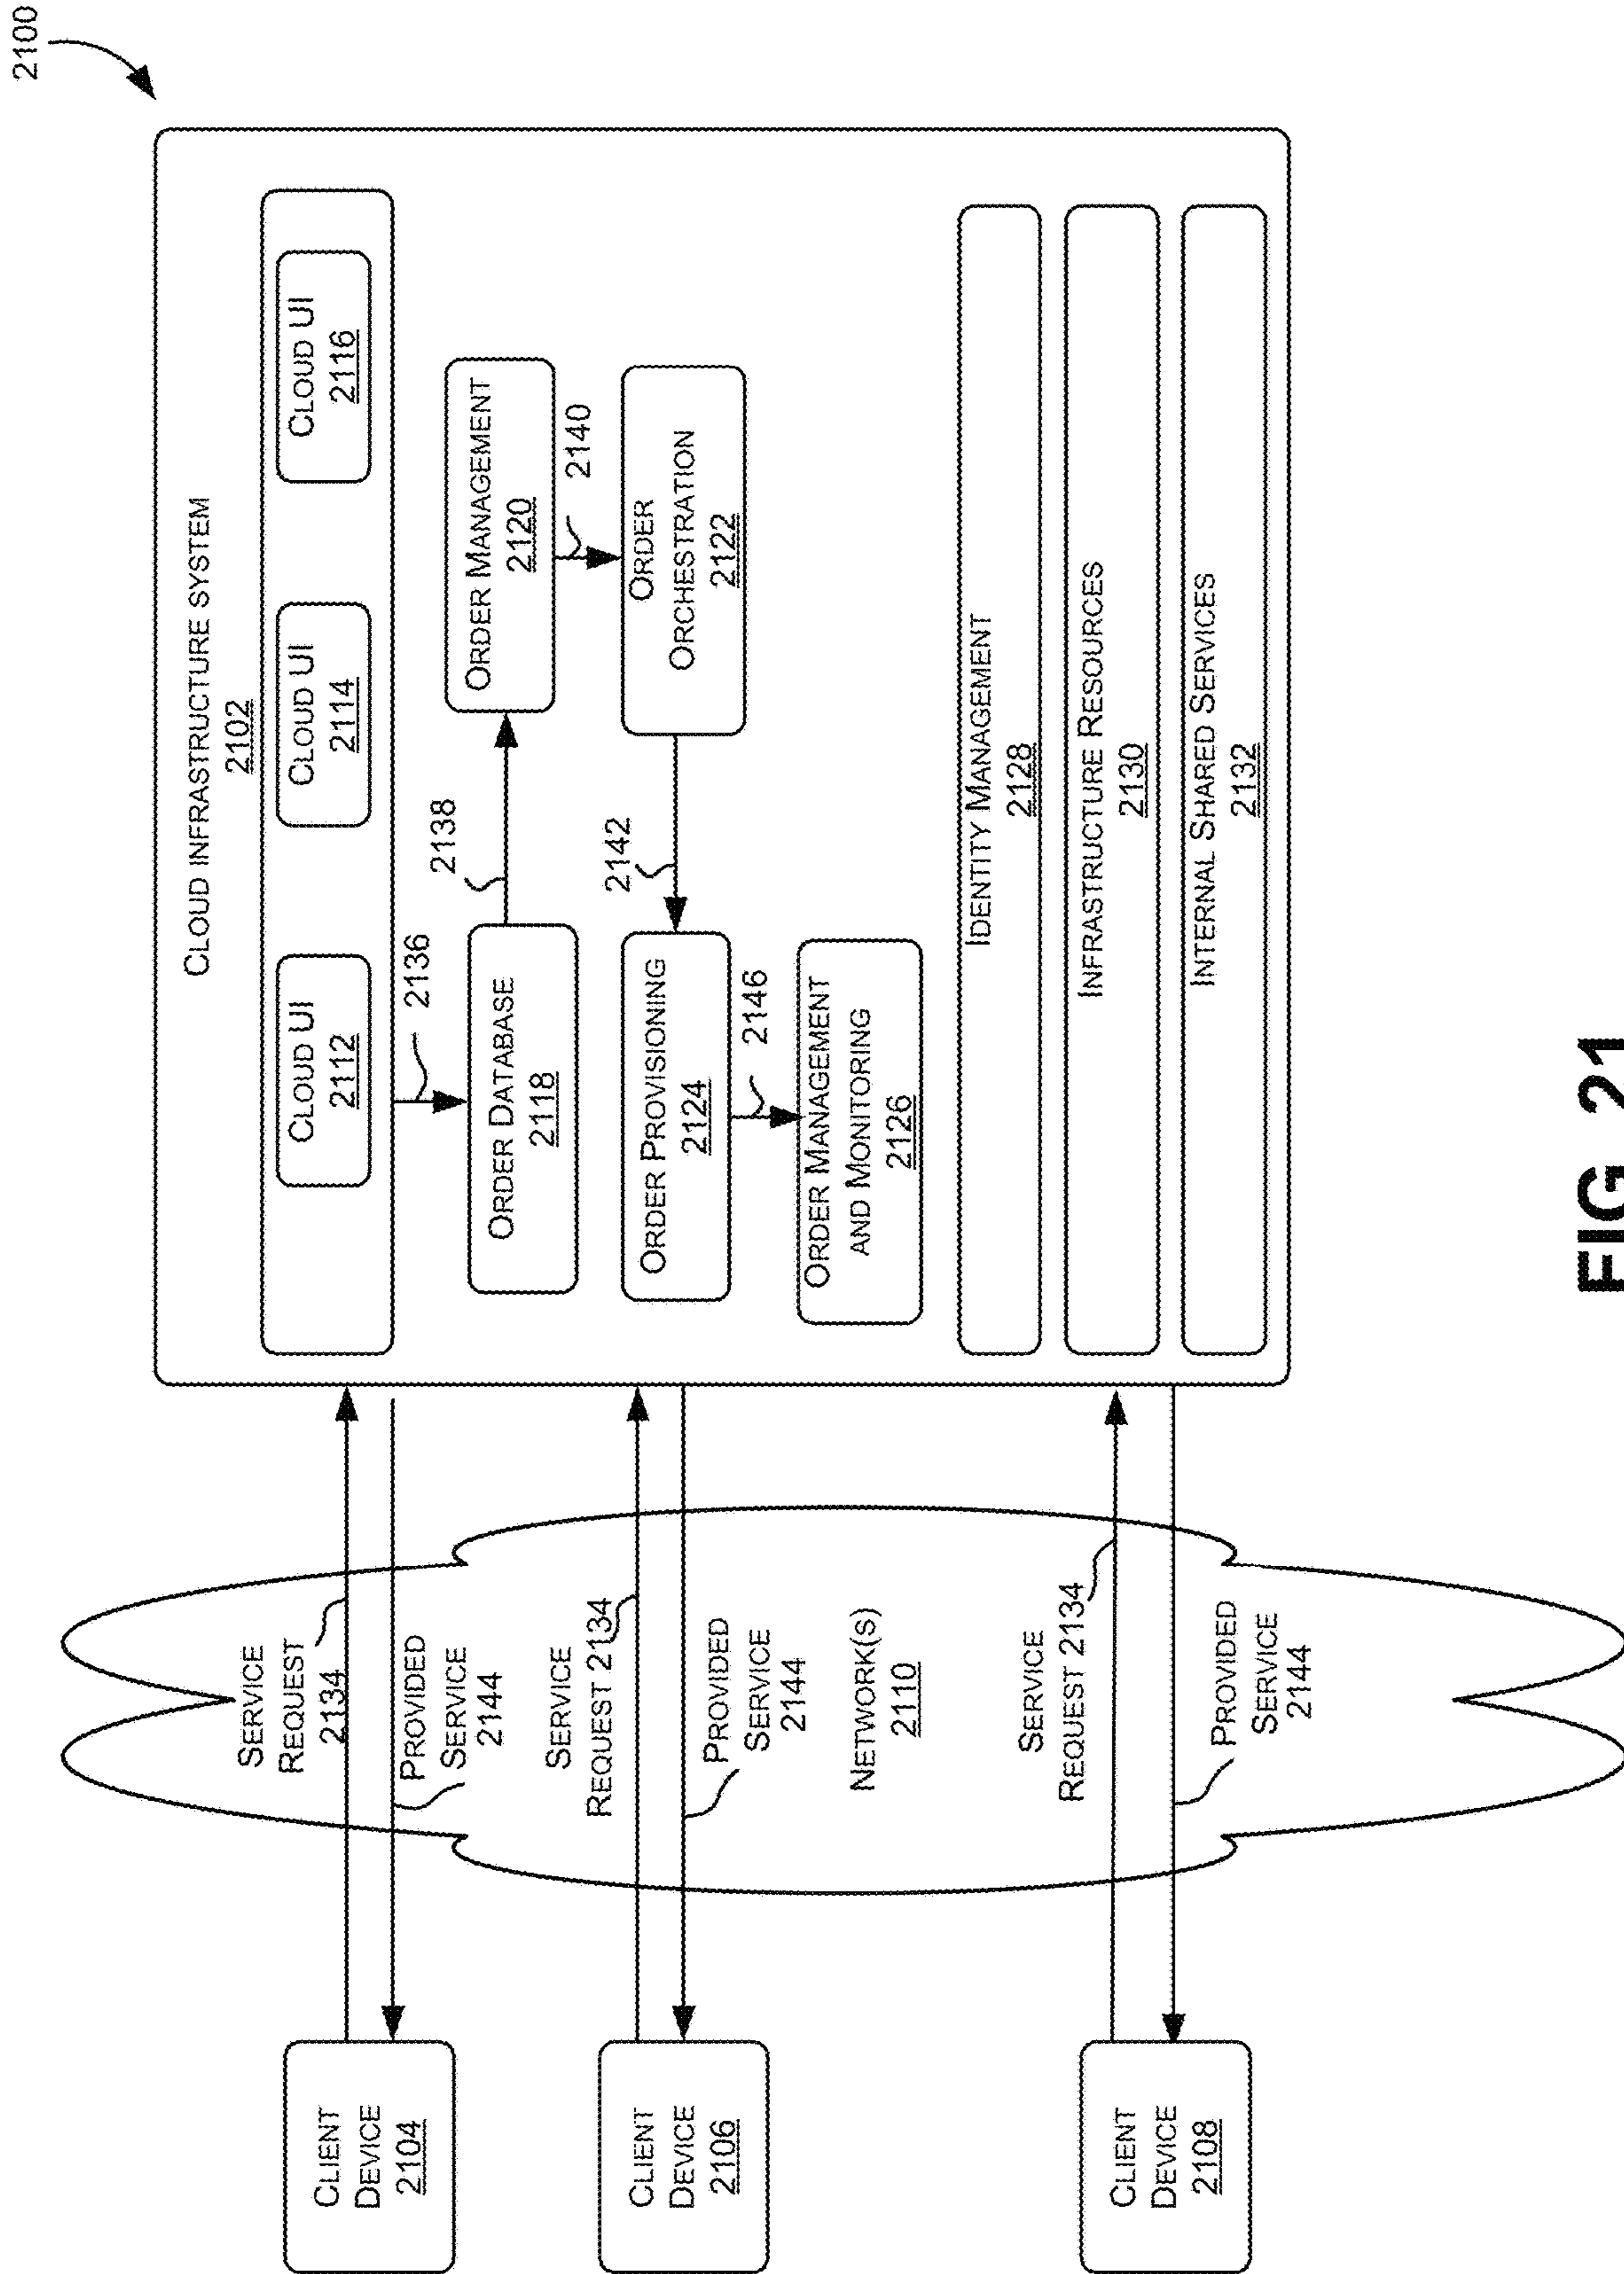 2100
CLOUD INFRASTRUCTURE SYSTEM
2102
CLOUD UI
2112
CLOUD UI
2114
CLOUD UI
2116
2136
ORDER DATABASE
2118
2138
ORDER MANAGEMENT
2120
2140
ORDER
ORCHESTRATION
2122
2142
ORDER PROVISIONING
2124
2146
ORDER MANAGEMENT
AND MONITORING
2126
IDENTITY MANAGEMENT
2128
INFRASTRUCTURE RESOURCES
2130
INTERNAL SHARED SERVICES
2132
CLIENT
DEVICE
2104
SERVICE
REQUEST
2134
PROVIDED
SERVICE
2144
CLIENT
DEVICE
2106
SERVICE
REQUEST 2134
PROVIDED
SERVICE
2144
NETWORK(S)
2110
CLIENT
DEVICE
2108
SERVICE
REQUEST 2134
PROVIDED
SERVICE
2144
FIG. 21